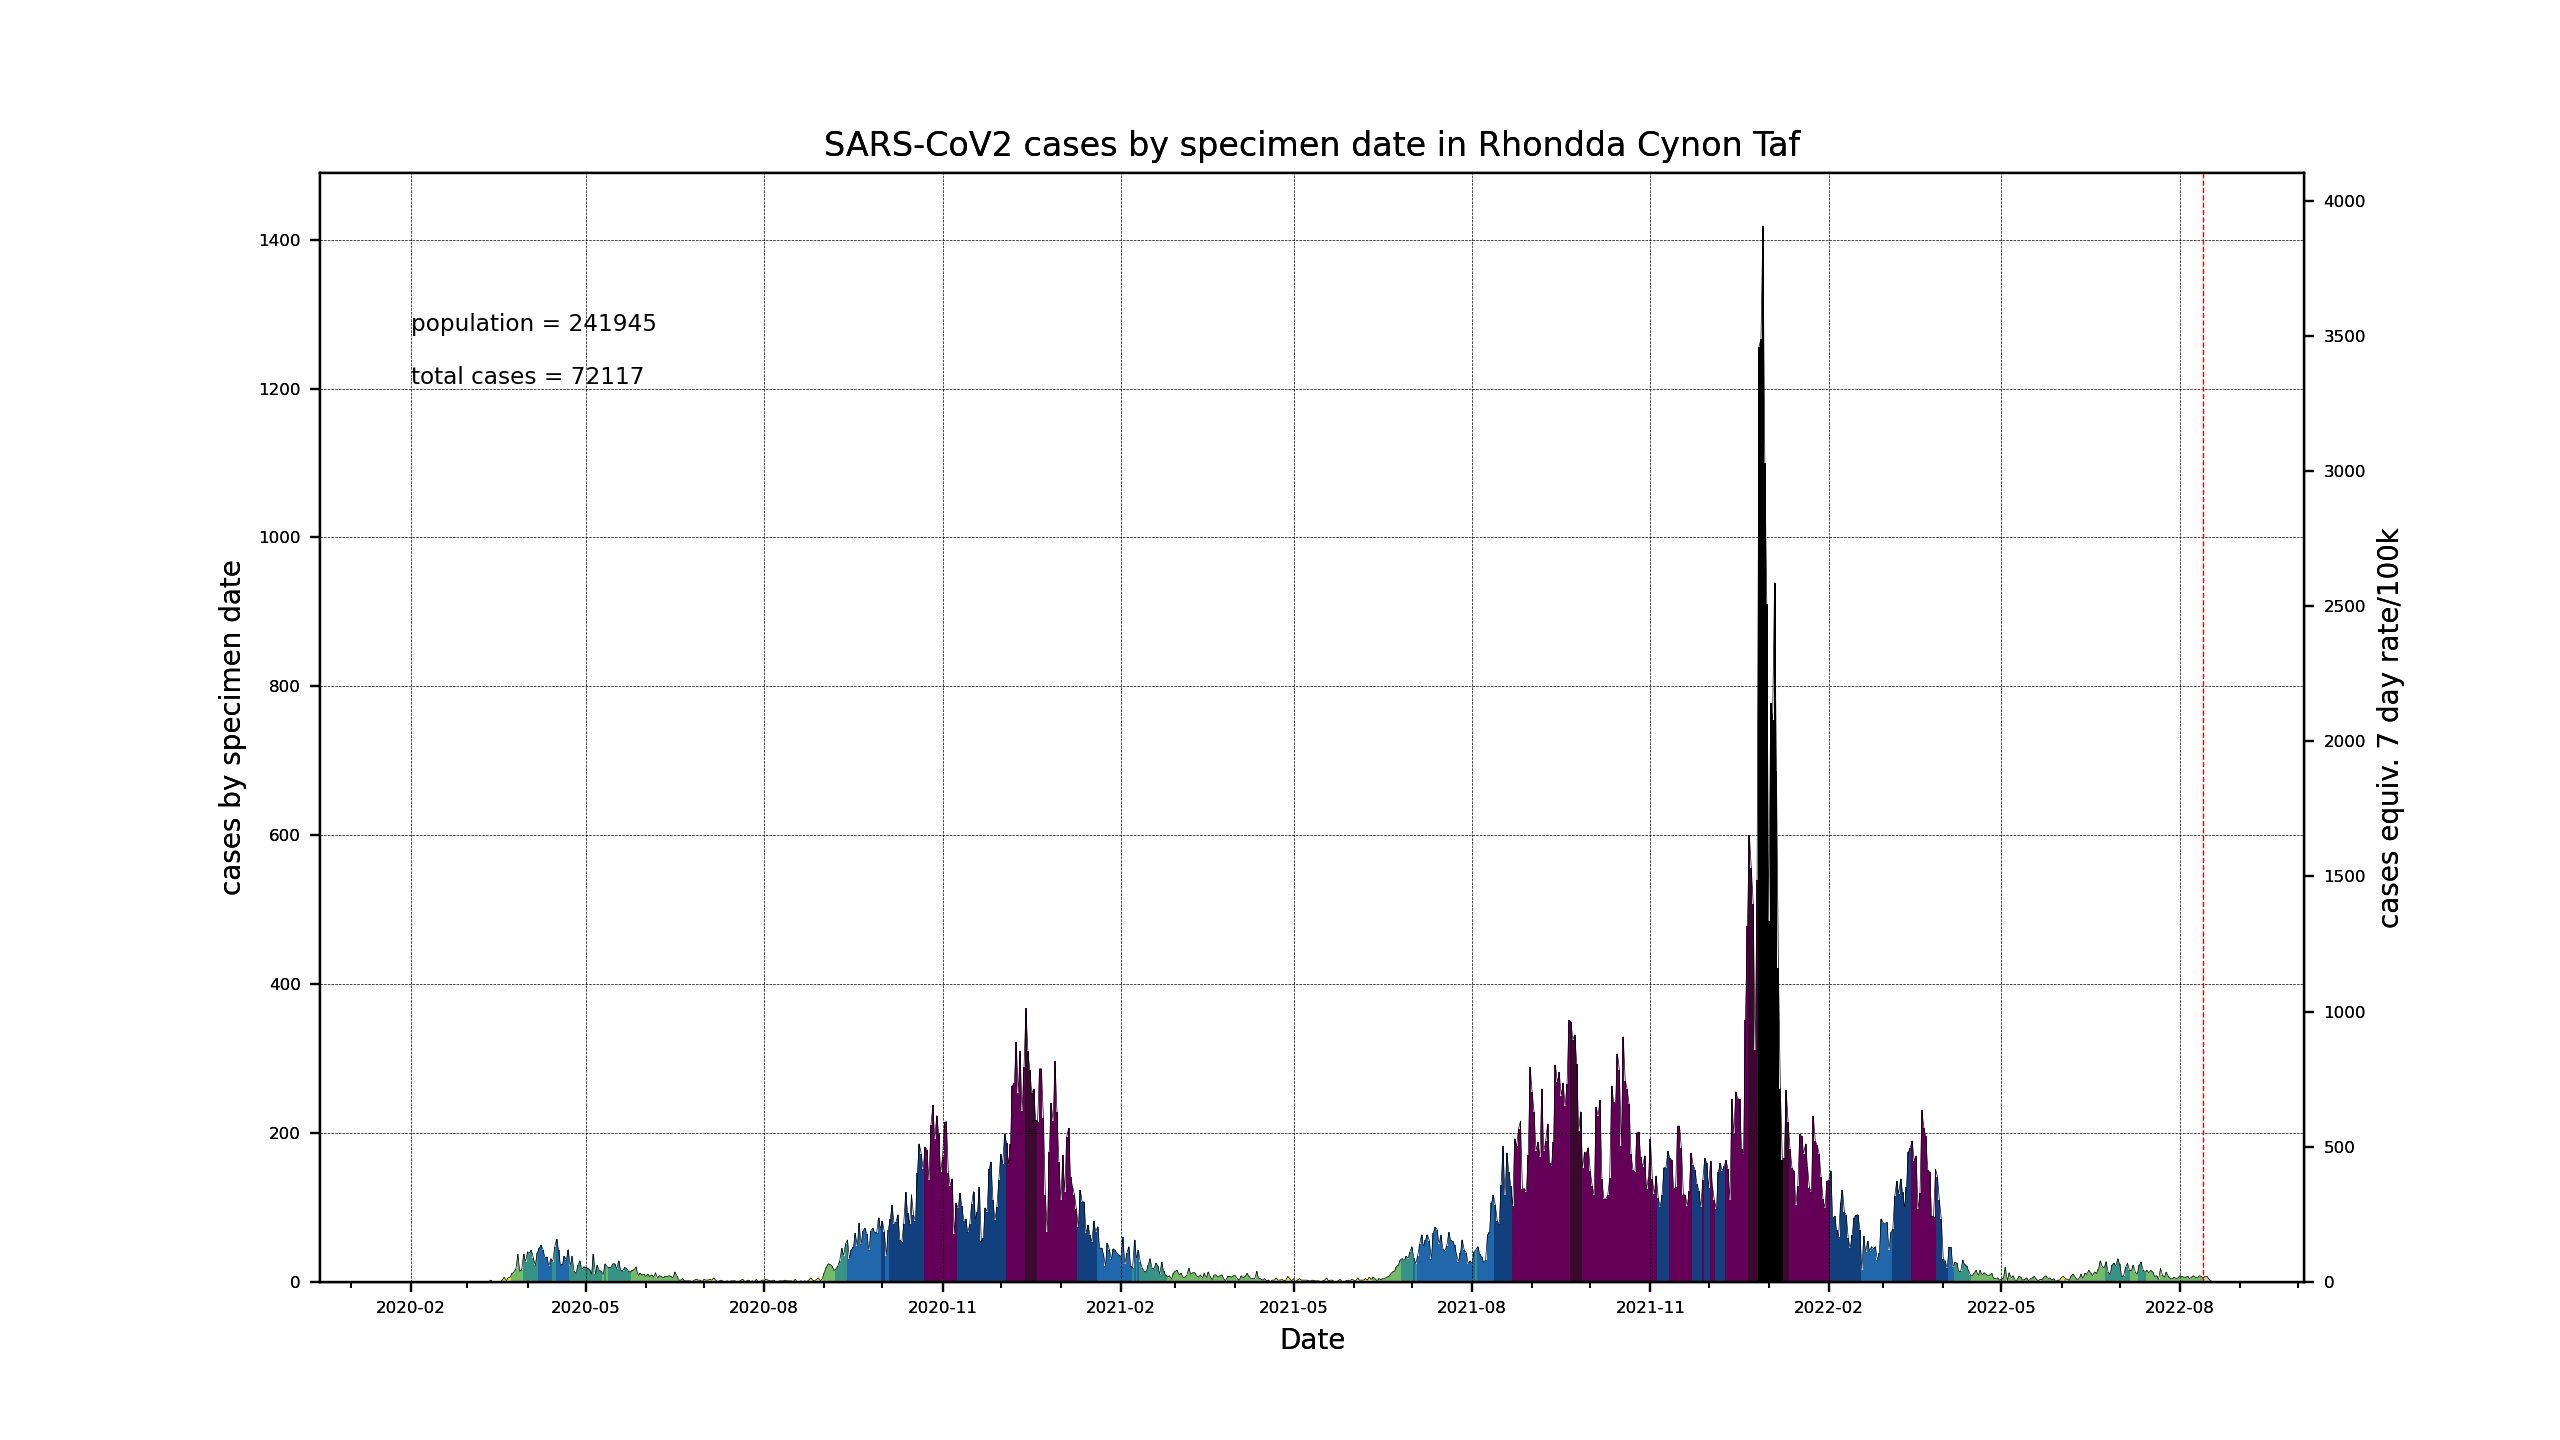 SARS-CoV2 cases by specimen date in Rhondda Cynon Taf
population = 241945
total cases = 72117
cases by specimen date
1400
1200
1000
800
600
400
200
0
4000
3500
3000
2500
2000
1500
1000
500
0
cases equiv. 7 day rate/100k
2020-02 2020-05 2020-08 2020-11 2021-02 2021-05 2021-08 2021-11 2022-02 2022-05 2022-08
Date